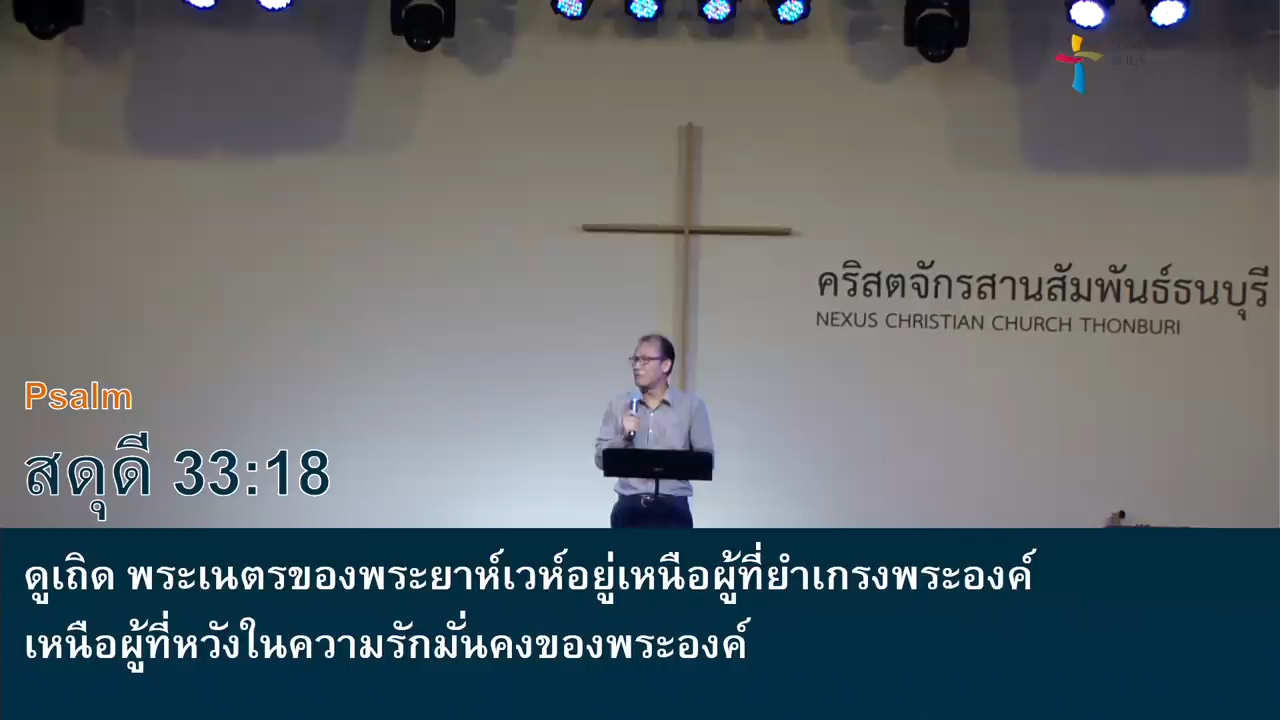 คริสตจักรสานสัมพันธ์ธนบุรี
NEXUS CHRISTIAN CHURCH THONBURI
Psalm
สดุดี 33:18
ดูเถิด พระเนตรของพระยาห์เวห์อยู่เหนือผู้ที่ยำเกรงพระองค์
เหนือผู้ที่หวังในความรักมั่นคงของพระองค์